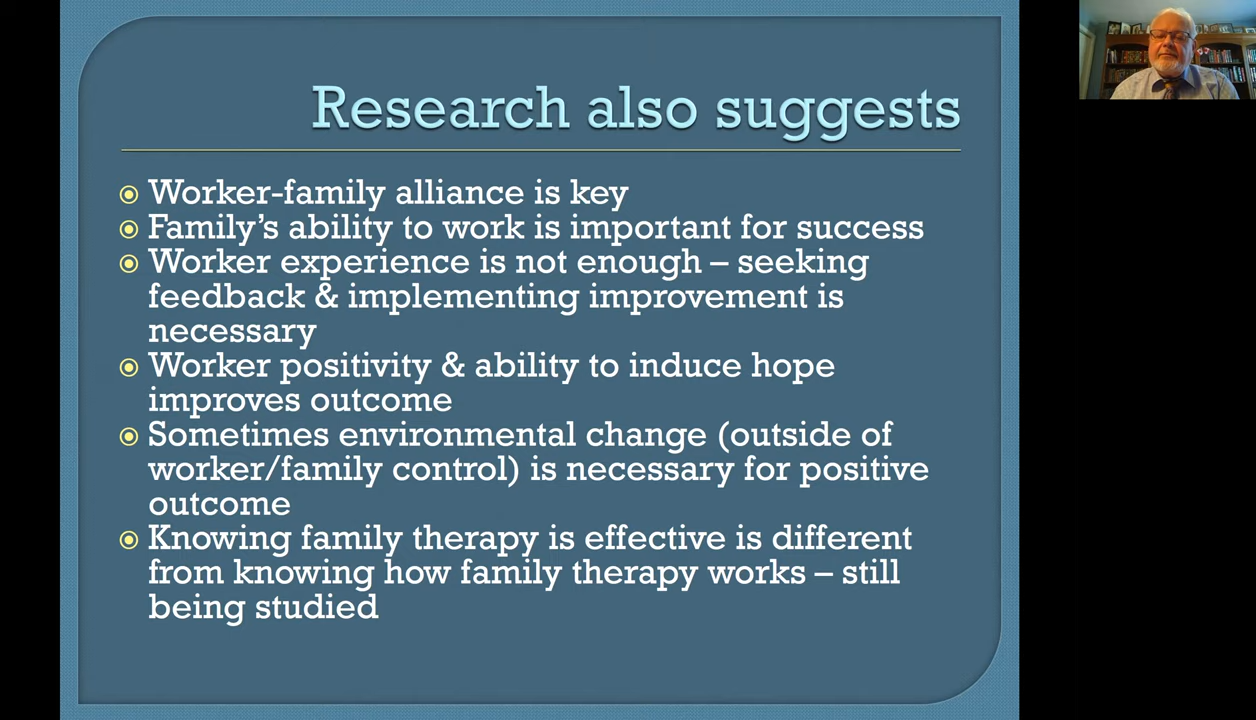 Research also suggests
Worker-family alliance is key
Family's ability to work is important for success
Worker experience is not enough – seeking
feedback & implementing improvement is
necessary
Worker positivity & ability to induce hope
improves outcome
Sometimes environmental change (outside of
worker/family control) is necessary for positive
outcome
Knowing family therapy is effective is different
from knowing how family therapy works – still
being studied